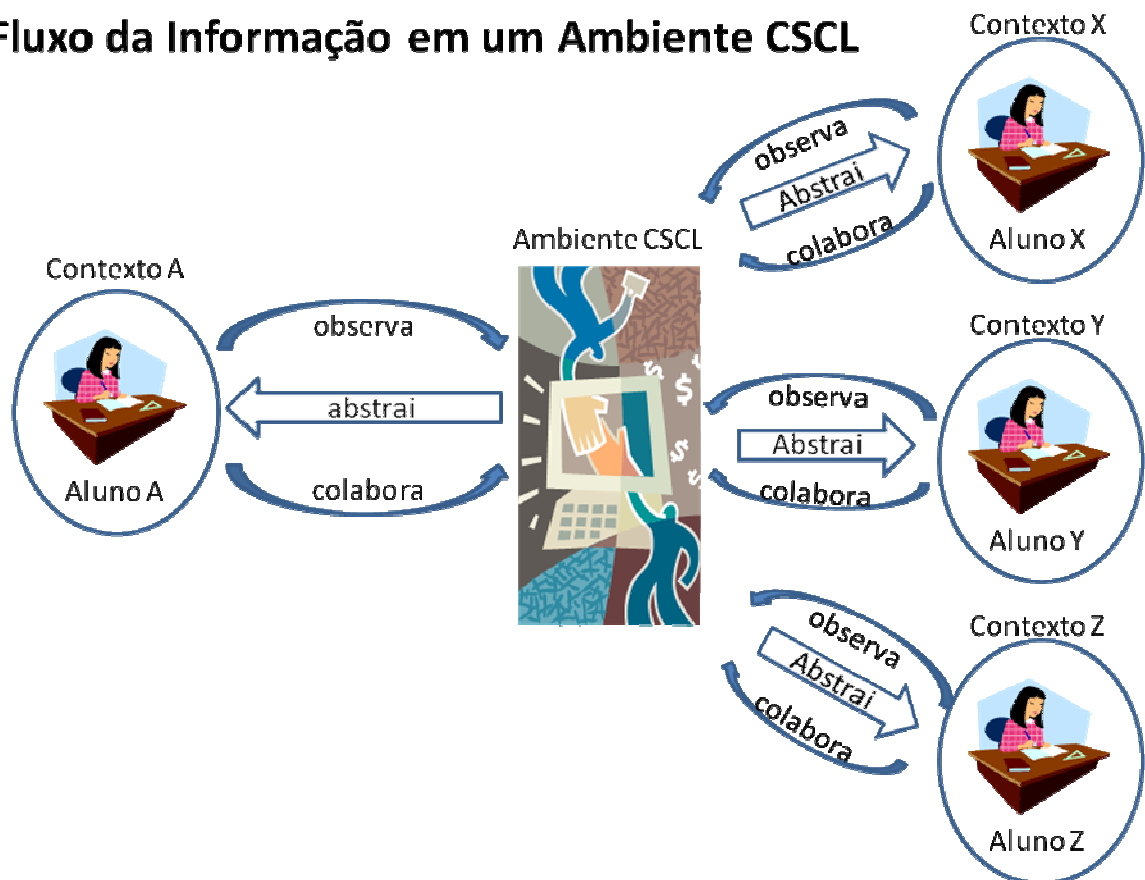 Fluxo da Informação em um Ambiente CSCL
Contexto X
observa
Abstrai
colabora
Aluno X
Ambiente CSCL
Contexto A
observa
abstrai
colabora
Aluno A
Contexto Y
observa
Abstrai
colabora
Aluno Y
Contexto Z
observa
Abstrai
colabora
Aluno Z